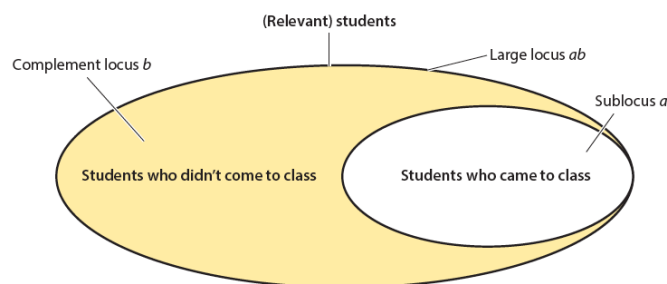 (Relevant) students
Large locus ab
Complement locus b
Sublocus a
Students who didn't come to class
Students who came to class